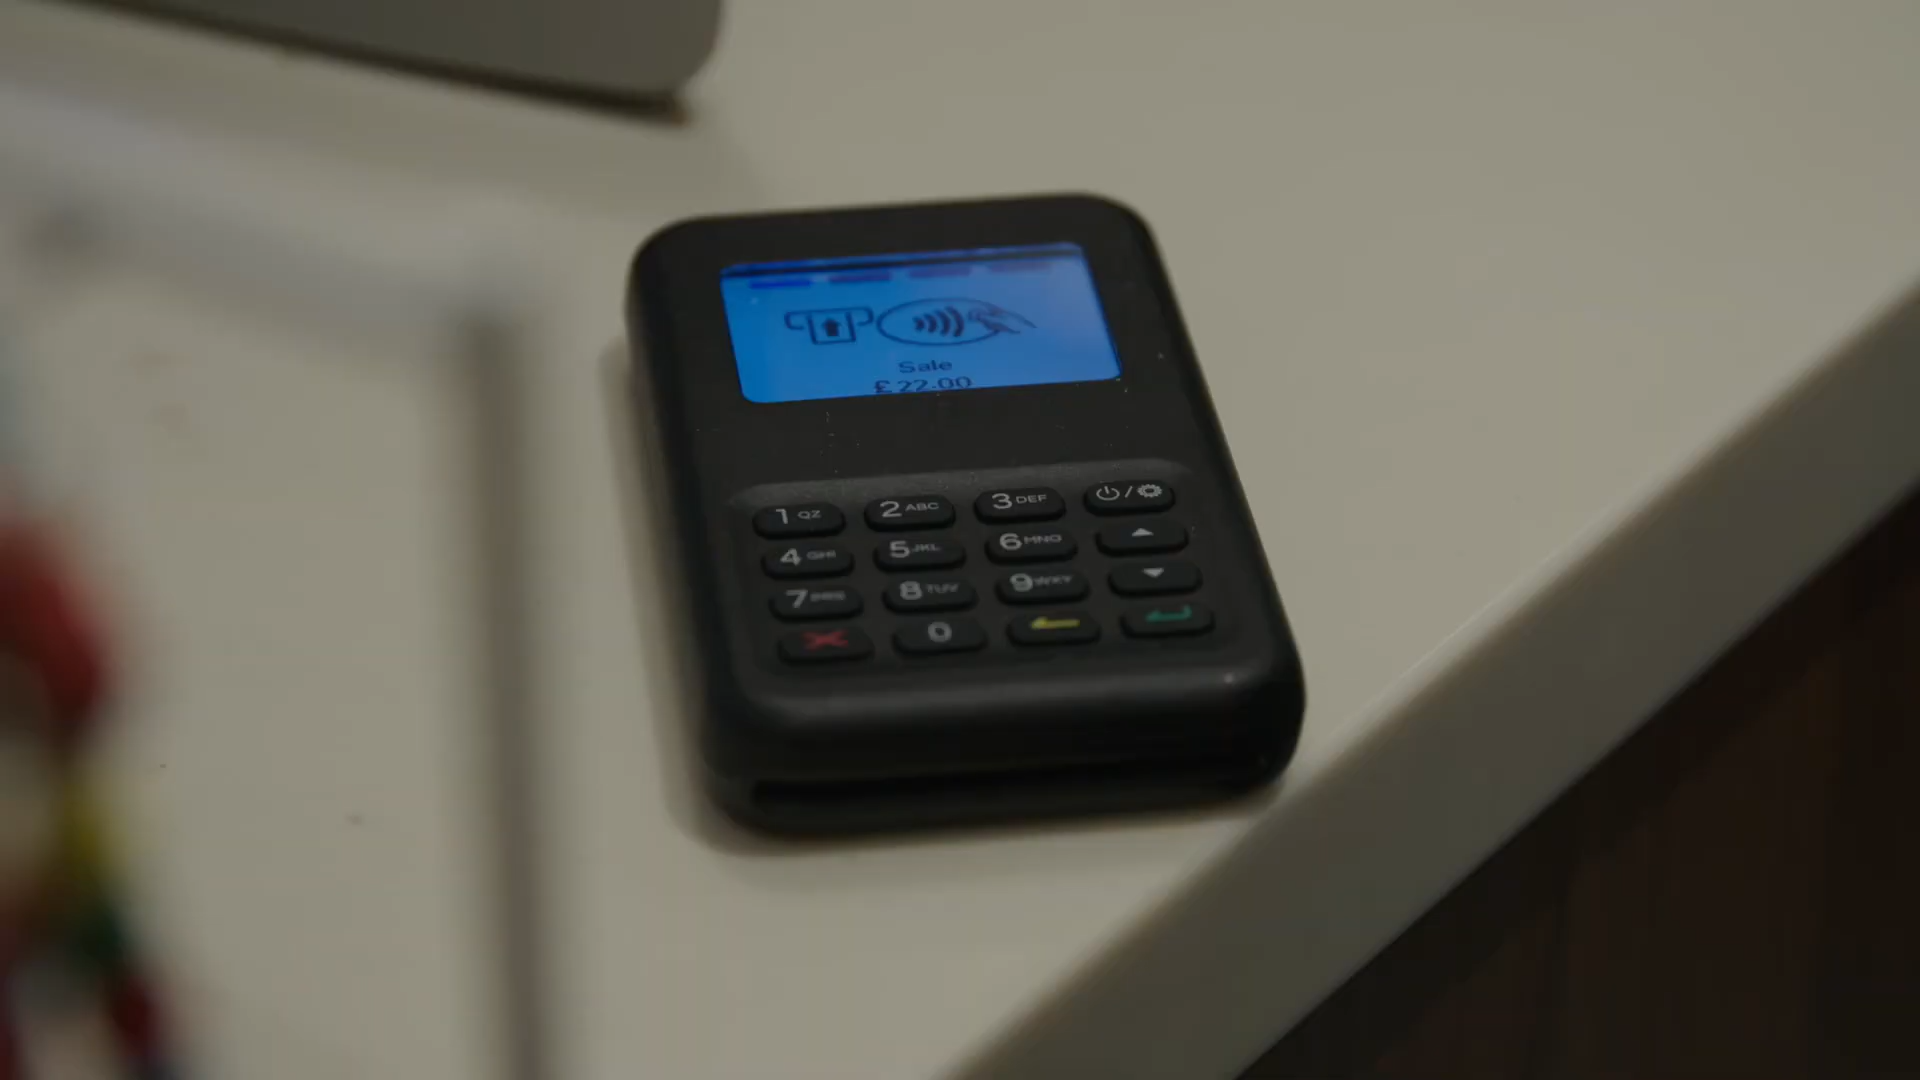 Sale
£22.00
1 QZ 2 ABC 3 DEF
4 GHI 5 JKL 6 MNO
7 8 TUV 9 WXY
0